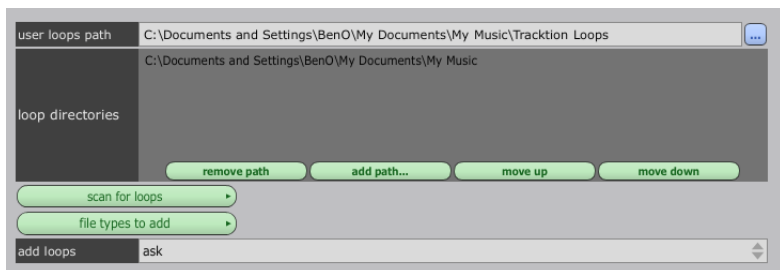 user loops path C:\Documents and Settings\BenO\My Documents\My Music\Tracktion Loops ...
C:\Documents and Settings\BenO\My Documents\My Music
loop directories
remove path add path... move up move down
scan for loops
file types to add
add loops ask